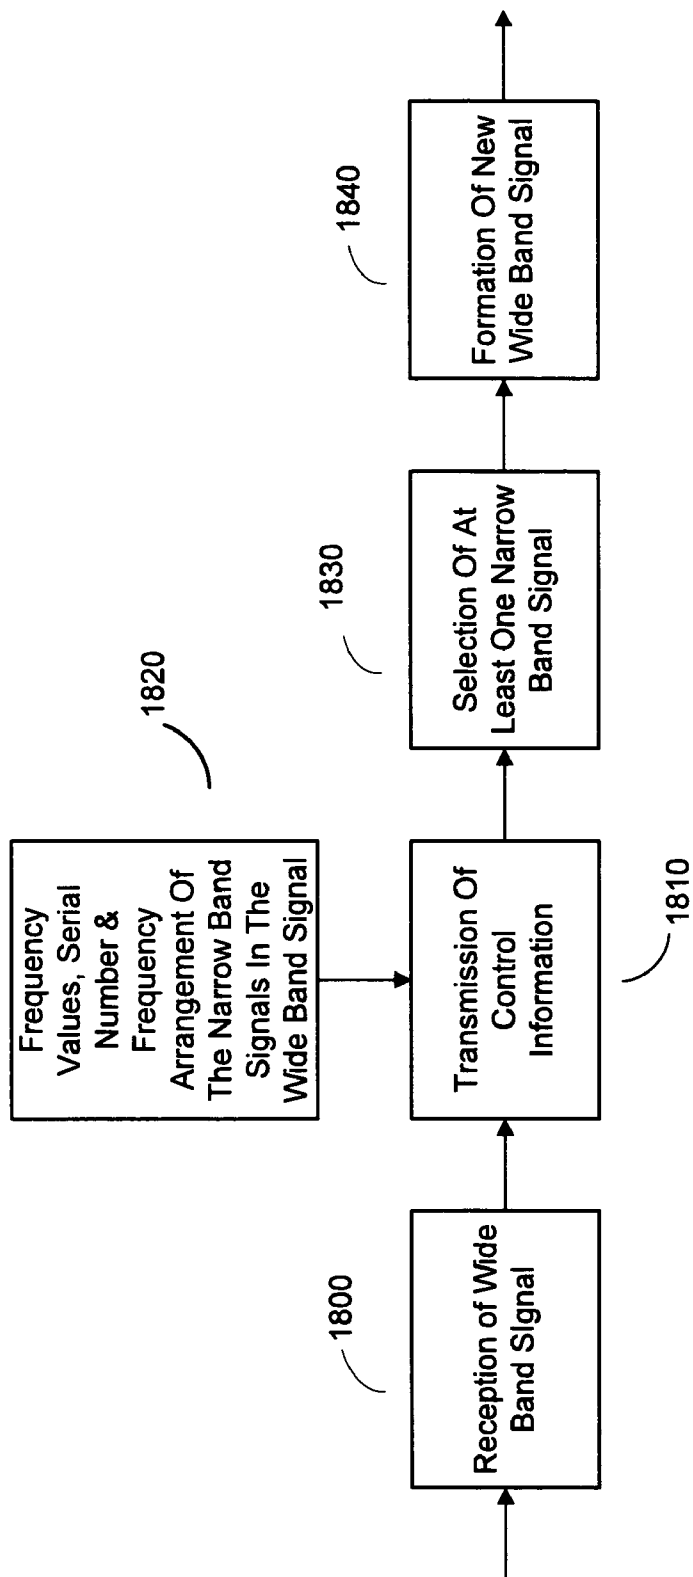 1800
Reception of Wide
Band SIgnal
1820
Frequency
Values, Serial
Number &
Frequency
Arrangement Of
The Narrow Band
Signals In The
Wide Band Signal
Transmission Of
Control
Information
1810
1830
Selection Of At
Least One Narrow
Band Signal
1840
Formation Of New
Wide Band Signal